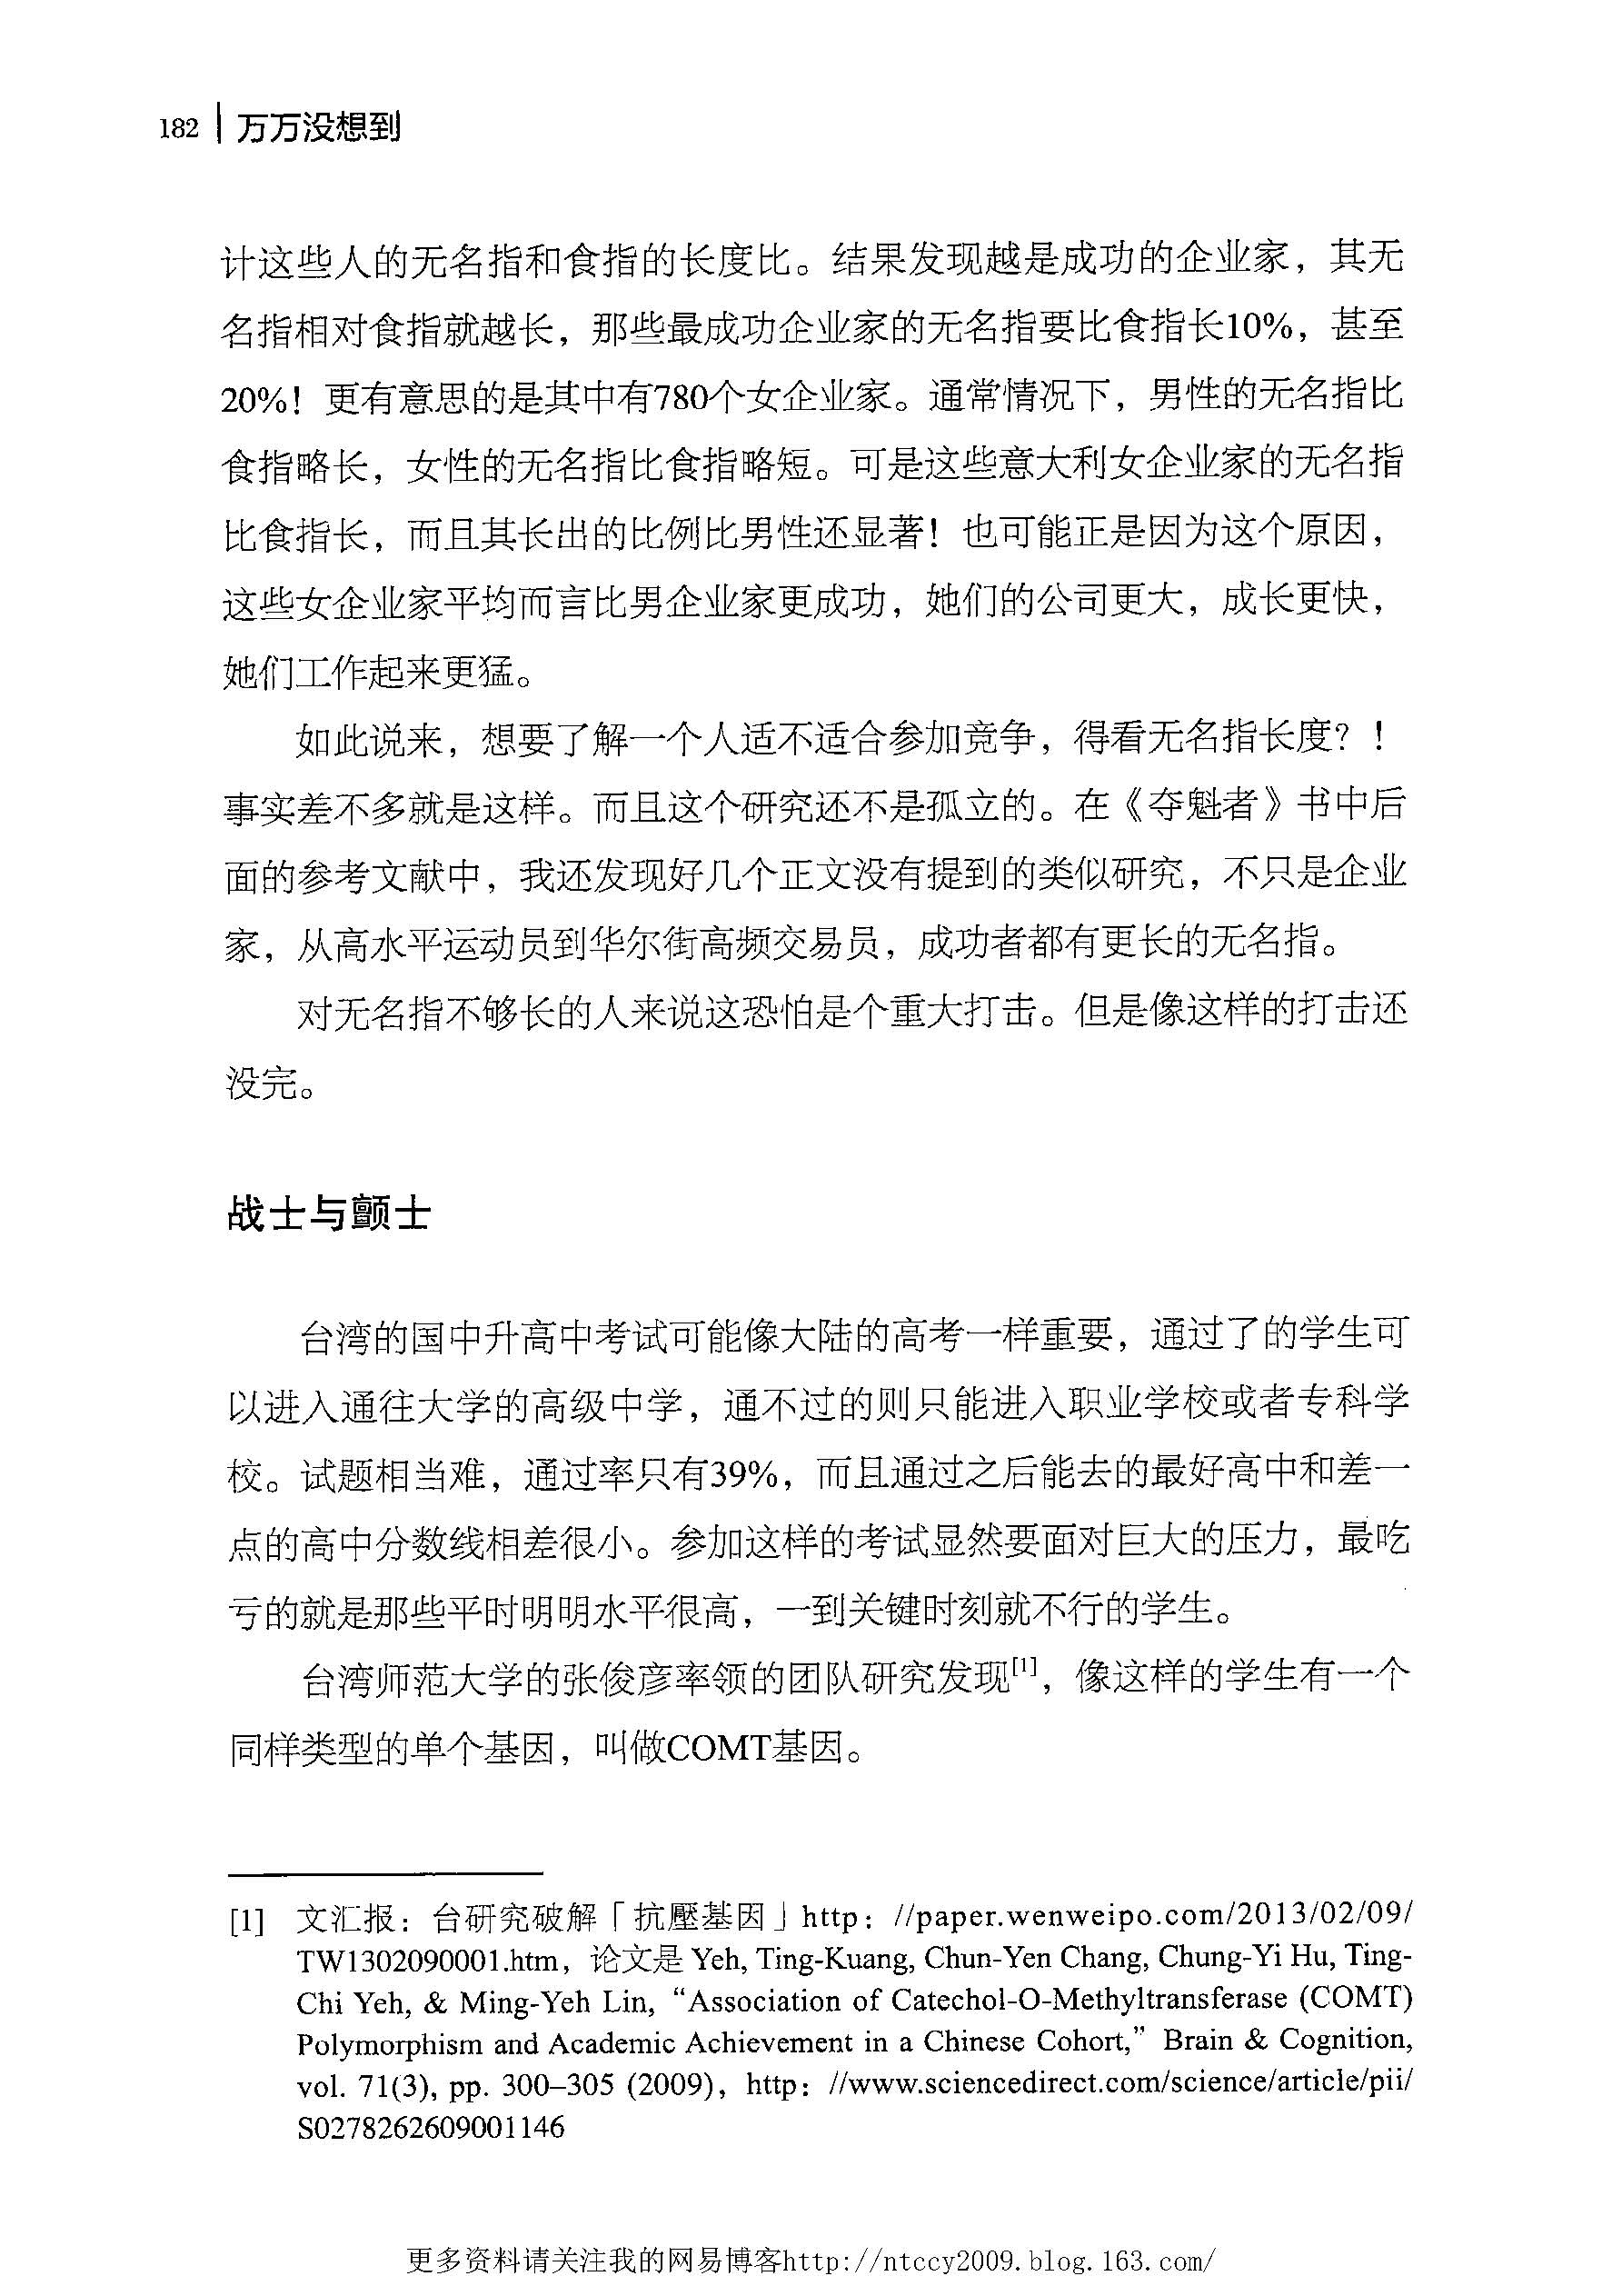 182 万万没想到
计这些人的无名指和食指的长度比。结果发现越是成功的企业家，其无
名指相对食指就越长，那些最成功企业家的无名指要比食指长10%，甚至
20%！更有意思的是其中有780个女企业家。通常情况下，男性的无名指比
食指略长，女性的无名指比食指略短。可是这些意大利女企业家的无名指
比食指长，而且其长出的比例比男性还显著！也可能正是因为这个原因，
这些女企业家平均而言比男企业家更成功，她们的公司更大，成长更快，
她们工作起来更猛。
如此说来，想要了解一个人适不适合参加竞争，得看无名指长度？！
事实差不多就是这样。而且这个研究还不是孤立的。在《夺魁者》书中后
面的参考文献中，我还发现好几个正文没有提到的类似研究，不只是企业
家，从高水平运动员到华尔街高频交易员，成功者都有更长的无名指。
对无名指不够长的人来说这恐怕是个重大打击。但是像这样的打击还
没完。
战士与颤士
台湾的国中升高中考试可能像大陆的高考一样重要，通过了的学生可
以进入通往大学的高级中学，通不过的则只能进入职业学校或者专科学
校。试题相当难，通过率只有39%，而且通过之后能去的最好高中和差一
点的高中分数线相差很小。参加这样的考试显然要面对巨大的压力，最吃
亏的就是那些平时明明水平很高，一到关键时刻就不行的学生。
台湾师范大学的张俊彦率领的团队研究发现[1]，像这样的学生有一个
同样类型的单个基因，叫做COMT基因。
[1] 文汇报：台研究破解「抗壓基因」http：//paper.wenweipo.com/2013/02/09/
TW1302090001.htm，论文是 Yeh, Ting-Kuang, Chun-Yen Chang, Chung-Yi Hu, Ting-
Chi Yeh, & Ming-Yeh Lin, “Association of Catechol-O-Methyltransferase (COMT)
Polymorphism and Academic Achievement in a Chinese Cohort,” Brain & Cognition,
vol. 71(3), pp. 300–305 (2009)，http：//www.sciencedirect.com/science/article/pii/
S0278262609001146
更多资料请关注我的网易博客http://ntccy2009.blog.163.com/